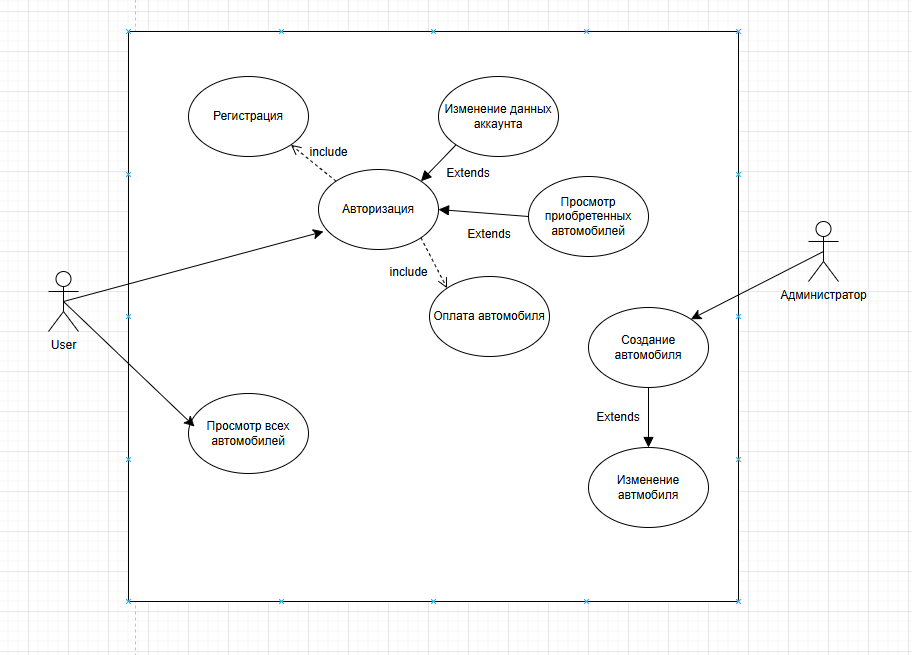 Регистрация
Изменение данных
аккаунта
include
Extends
Авторизация
Просмотр
приобретенных
автомобилей
Extends
include
Администратор
Оплата автомобиля
User
Создание
автомобиля
Extends
Просмотр всех
автомобилей
Изменение
автмобиля